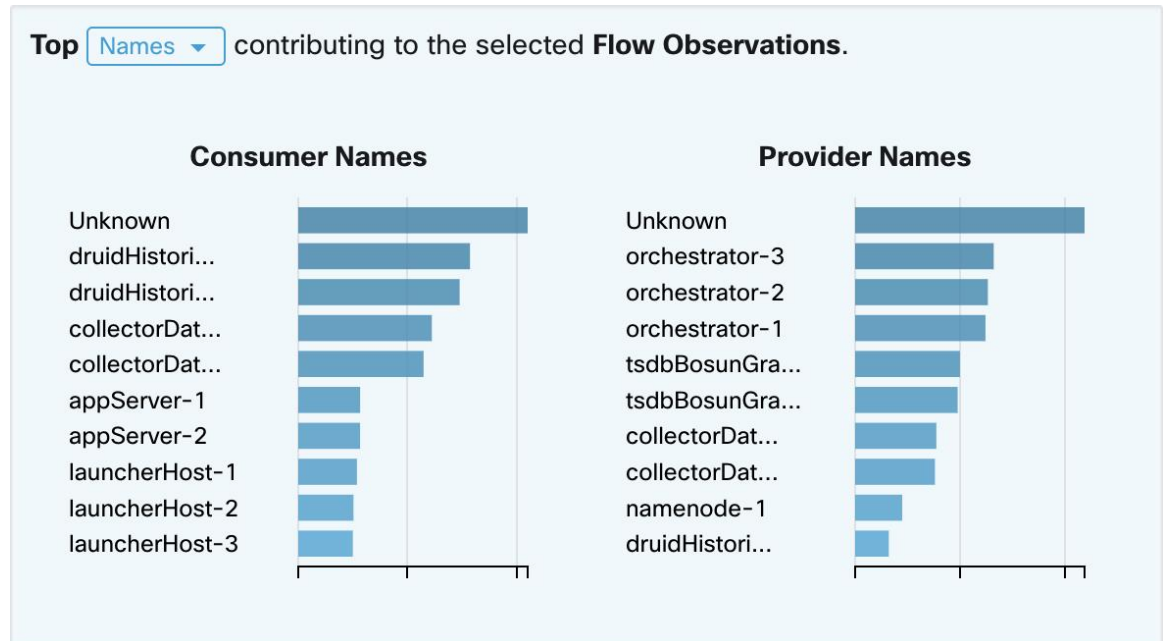 Top Names contributing to the selected Flow Observations.
Consumer Names
Unknown
druidHistori...
druidHistori...
collectorDat...
collectorDat...
appServer-1
appServer-2
launcherHost-1
launcherHost-2
launcherHost-3
Provider Names
Unknown
orchestrator-3
orchestrator-2
orchestrator-1
tsdbBosunGra...
tsdbBosunGra...
collectorDat...
collectorDat...
namenode-1
druidHistori...